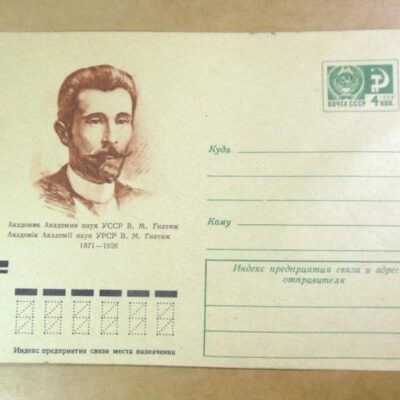 ПОЧТА СССР
4 коп.
Куда
Академик Академии наук УССР В. М. Гнатюк
Академік Академії наук УРСР В. М. Гнатюк
1871—1926
Кому
Индекс предприятия связи и адрес
отправителя
Индекс предприятия связи места назначения